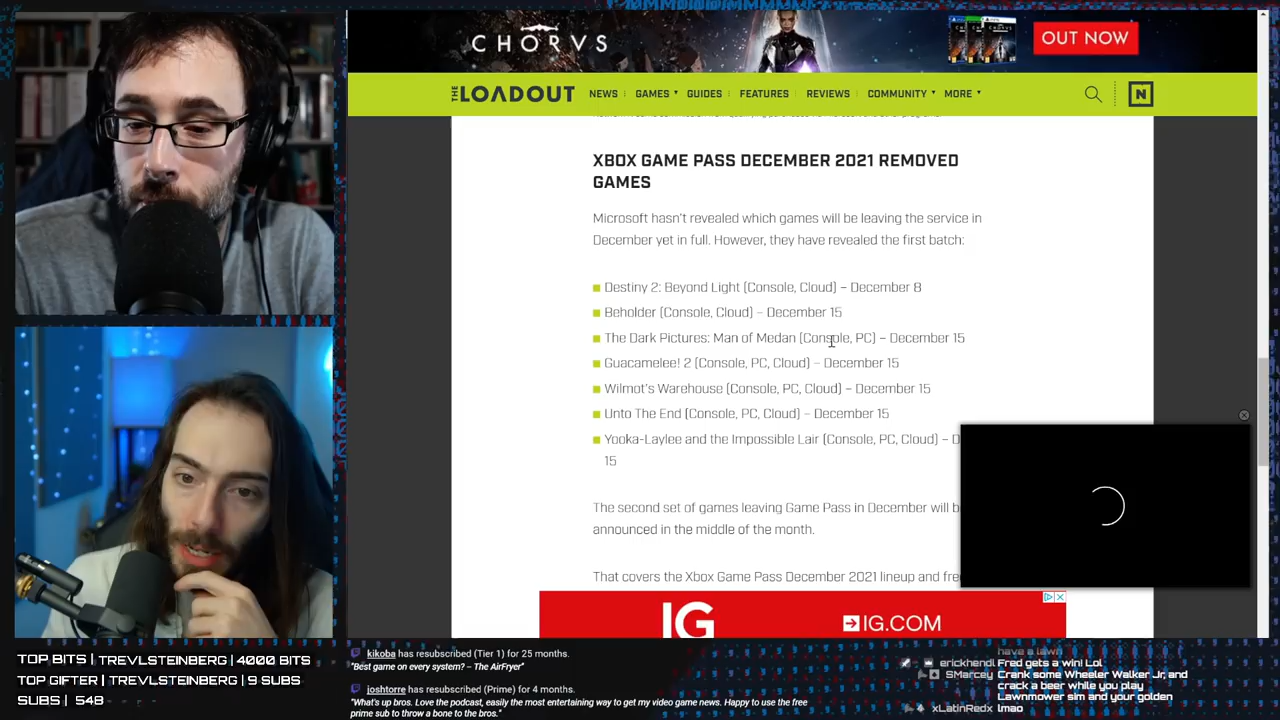 CHORVS
OUT NOW
THE LOADOUT
NEWS
GAMES
GUIDES
FEATURES
REVIEWS
COMMUNITY
MORE
N
XBOX GAME PASS DECEMBER 2021 REMOVED
GAMES
Microsoft hasn't revealed which games will be leaving the service in
December yet in full. However, they have revealed the first batch:
Destiny 2: Beyond Light (Console, Cloud) – December 8
Beholder (Console, Cloud) – December 15
The Dark Pictures: Man of Medan (Console, PC) – December 15
Guacamelee! 2 (Console, PC, Cloud) – December 15
Wilmot's Warehouse (Console, PC, Cloud) – December 15
Unto The End (Console, PC, Cloud) – December 15
Yooka-Laylee and the Impossible Lair (Console, PC, Cloud) – D
15
The second set of games leaving Game Pass in December will b
announced in the middle of the month.
That covers the Xbox Game Pass December 2021 lineup and fre
IG
IG.COM
TOP BITS | TREVLSTEINBERG | 4000 BITS
TOP GIFTER | TREVLSTEINBERG | 9 SUBS
SUBS | 548
kikoba has resubscribed (Tier 1) for 25 months.
"Best game on every system? – The AirFryer"
joshtorre has resubscribed (Prime) for 4 months.
"What's up bros. Love the podcast, easily the most entertaining way to get my video game news. Happy to use the free
prime sub to throw a bone to the bros."
have a lawn
erickhendl Fred gets a win! Lol
SMarcey Crank some Wheeler Walker Jr, and
crack a beer while you play
Lawnmower sim and your golden
xLatinRedx lmao